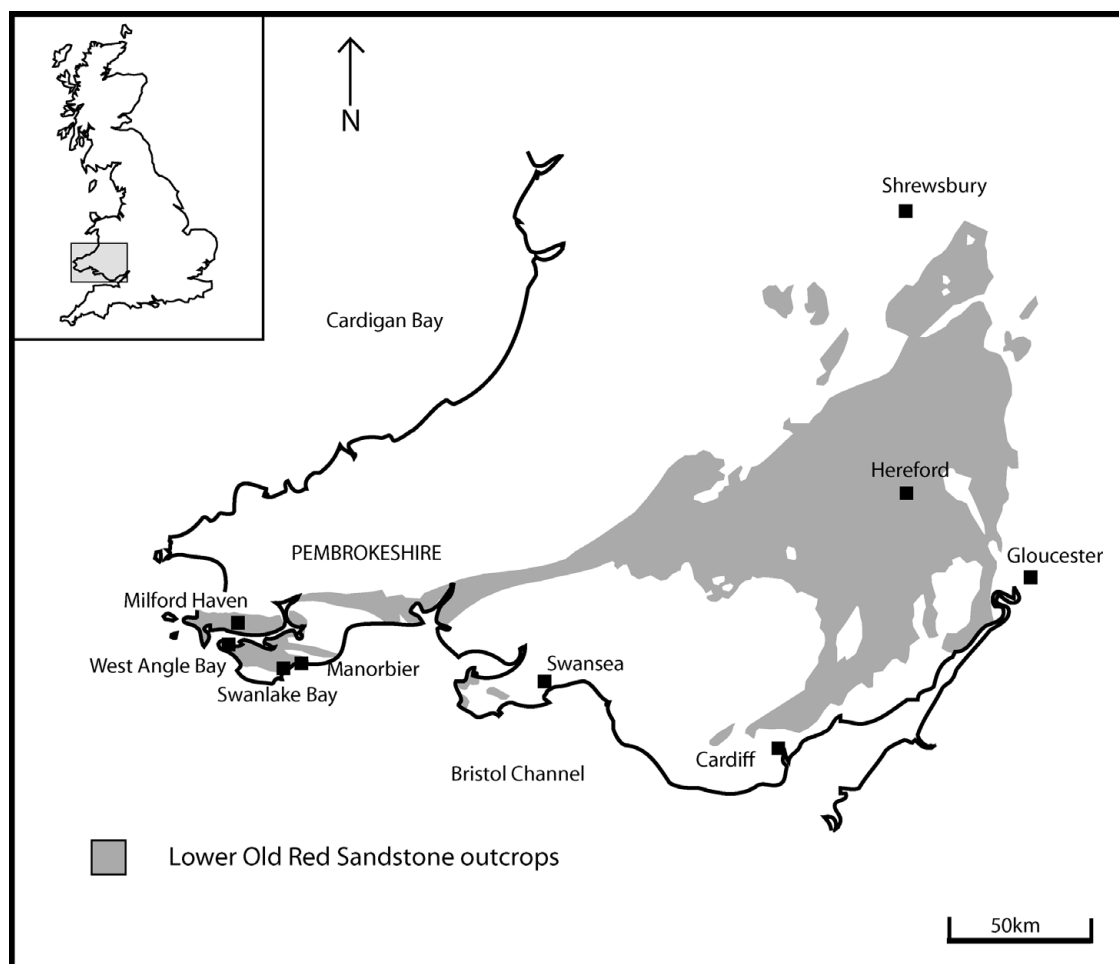 N
Shrewsbury
Cardigan Bay
Hereford
PEMBROKESHIRE
Gloucester
Milford Haven
West Angle Bay
Manorbier
Swansea
Swanlake Bay
Cardiff
Bristol Channel
Lower Old Red Sandstone outcrops
50km